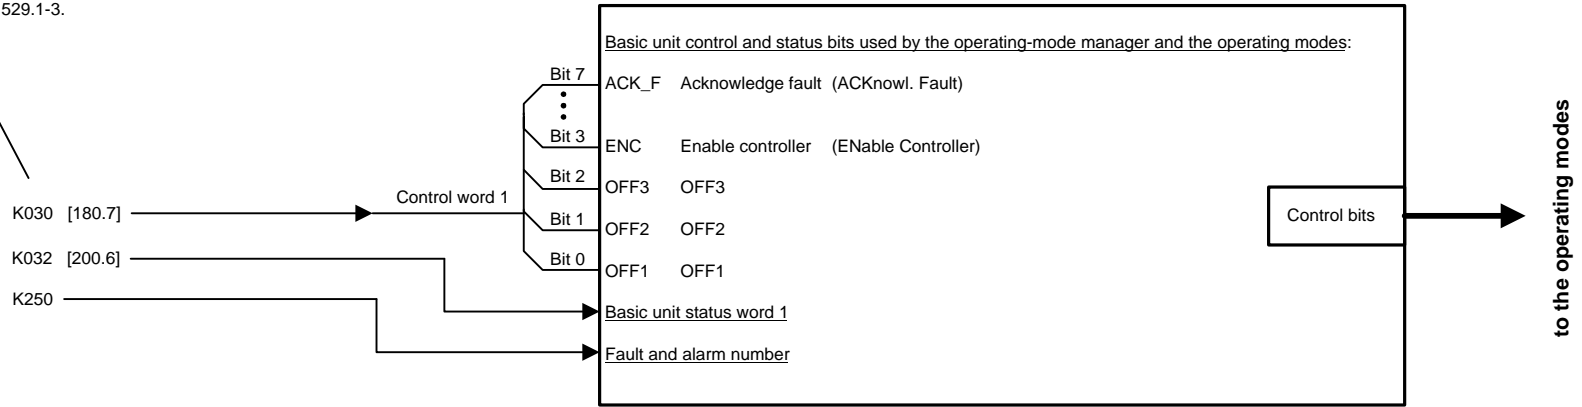 529.1-3.
Basic unit control and status bits used by the operating-mode manager and the operating modes:
Bit 7
ACK_F Acknowledge fault (ACKnowl. Fault)
Bit 3
ENC Enable controller (ENable Controller)
Bit 2
OFF3 OFF3
K030 [180.7]
Control word 1
Bit 1
OFF2 OFF2
Control bits
K032 [200.6]
Bit 0
OFF1 OFF1
K250
Basic unit status word 1
Fault and alarm number
to the operating modes